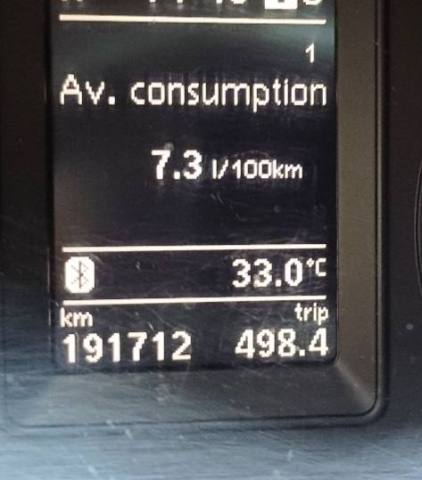 1
Av. consumption
7.3 l/100km
33.0°C
km trip
191712 498.4